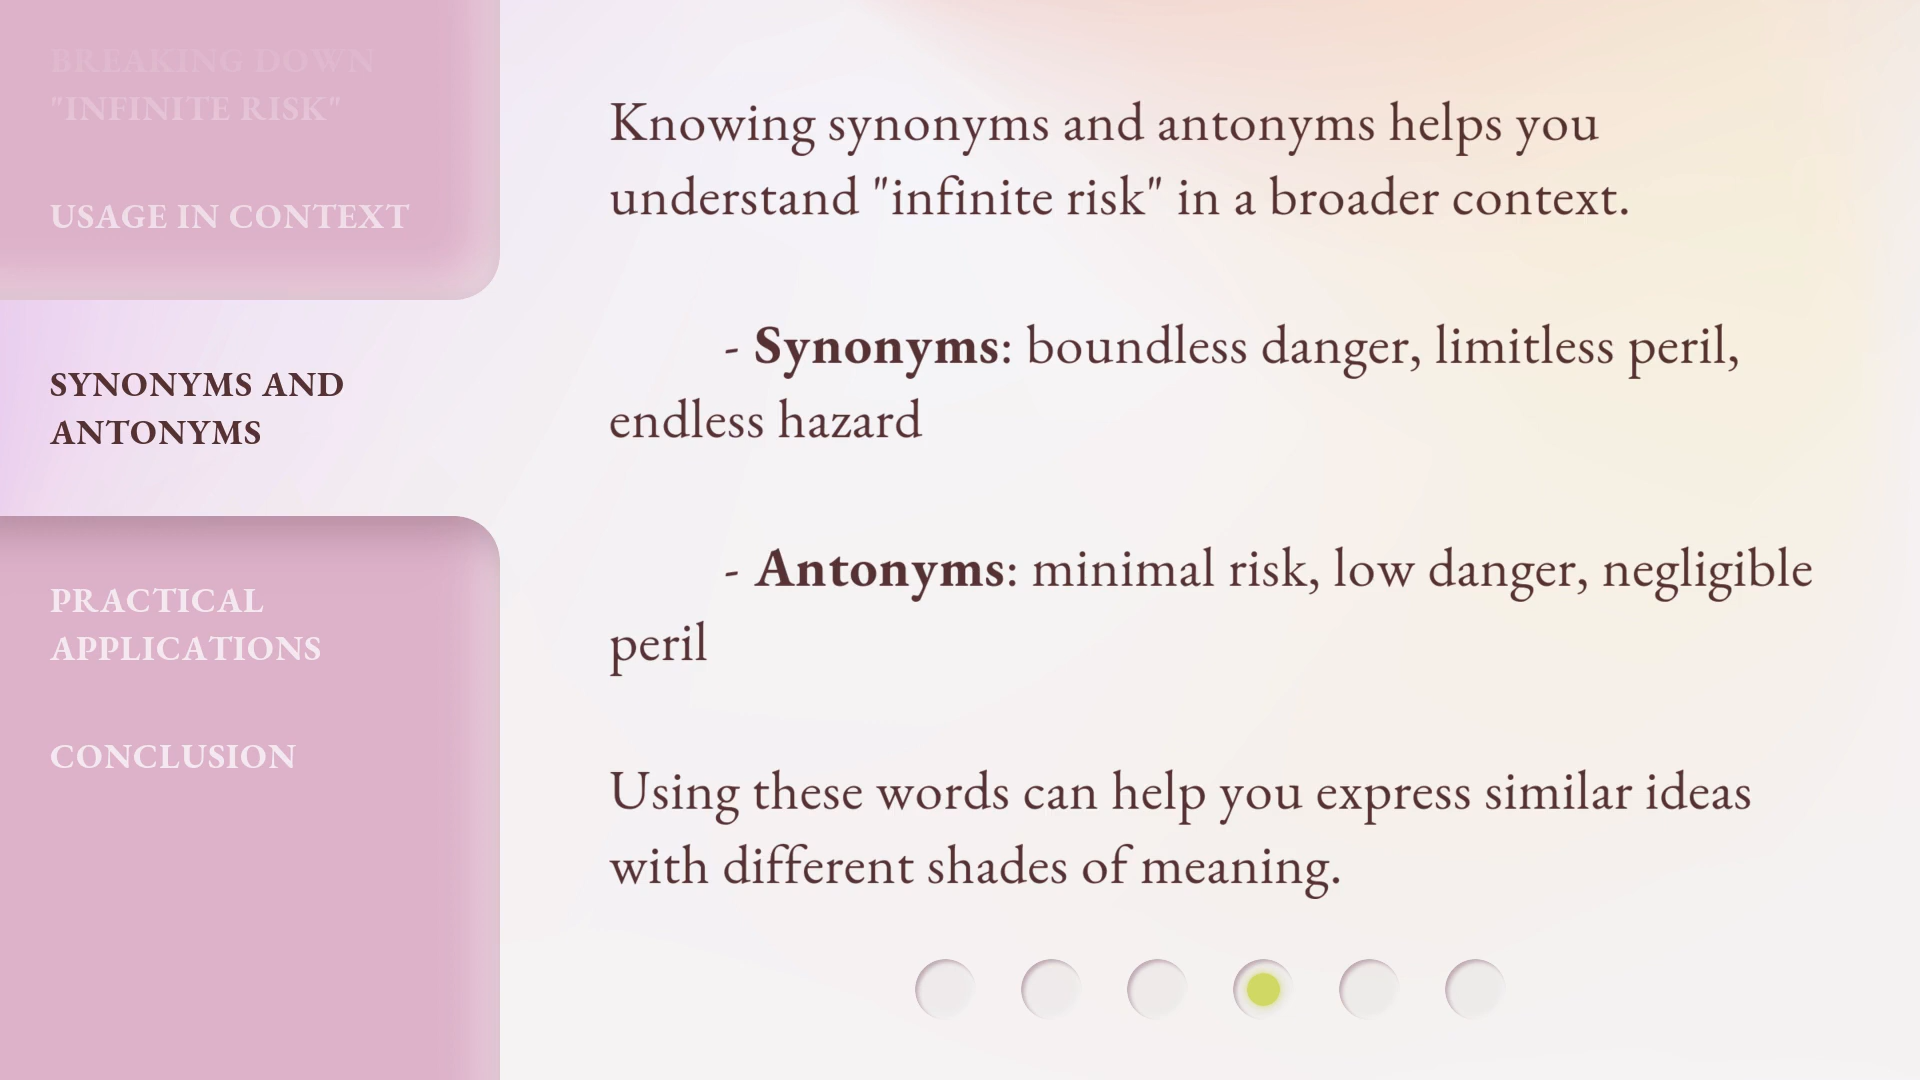 BREAKING DOWN
"INFINITE RISK"
USAGE IN CONTEXT
SYNONYMS AND
ANTONYMS
PRACTICAL
APPLICATIONS
CONCLUSION
Knowing synonyms and antonyms helps you
understand "infinite risk" in a broader context.
- Synonyms: boundless danger, limitless peril,
endless hazard
- Antonyms: minimal risk, low danger, negligible
peril
Using these words can help you express similar ideas
with different shades of meaning.